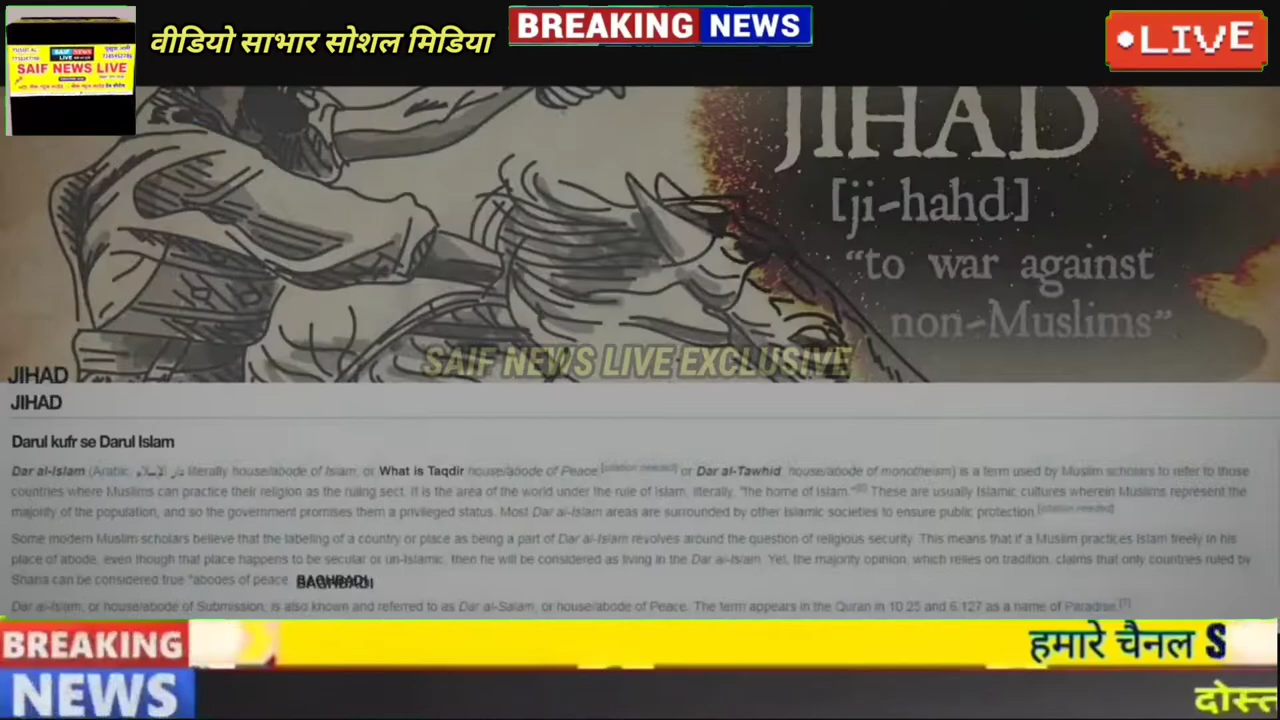 वीडियो साभार सोशल मिडिया
BREAKING NEWS
LIVE
SAIF NEWS
LIVE
SAIF NEWS LIVE
JIHAD
[ji-hahd]
"to war against
non-Muslims"
SAIF NEWS LIVE EXCLUSIVE
JIHAD
JIHAD
Darul kufr se Darul Islam
Dar al-Islam (Arabic: literally house/abode of Islam; or What is Taqdir house/abode of Peace [citation needed] or Dar al-Tawhid house/abode of monotheism) is a term used by Muslim scholars to refer to those
countries where Muslims can practice their religion as the ruling sect. It is the area of the world under the rule of Islam, literally, "the home of Islam." These are usually Islamic cultures wherein Muslims represent the
majority of the population, and so the government promises them a privileged status. Most Dar al-Islam areas are surrounded by other Islamic societies to ensure public protection [citation needed]
Some modern Muslim scholars believe that the labeling of a country or place as being a part of Dar al-Islam revolves around the question of religious security. This means that if a Muslim practices Islam freely in his
place of abode, even though that place happens to be secular or un-Islamic, then he will be considered as living in the Dar al-Islam. Yet, the majority opinion, which relies on tradition, claims that only countries ruled by
Sharia can be considered true "abodes of peace. BAGHBADI
Dar al-Islam, or house/abode of Submission, is also known and referred to as Dar al-Salam, or house/abode of Peace. The term appears in the Quran in 10.25 and 6.127 as a name of Paradise.[7]
BREAKING
NEWS
हमारे चैनल S
दोस्त